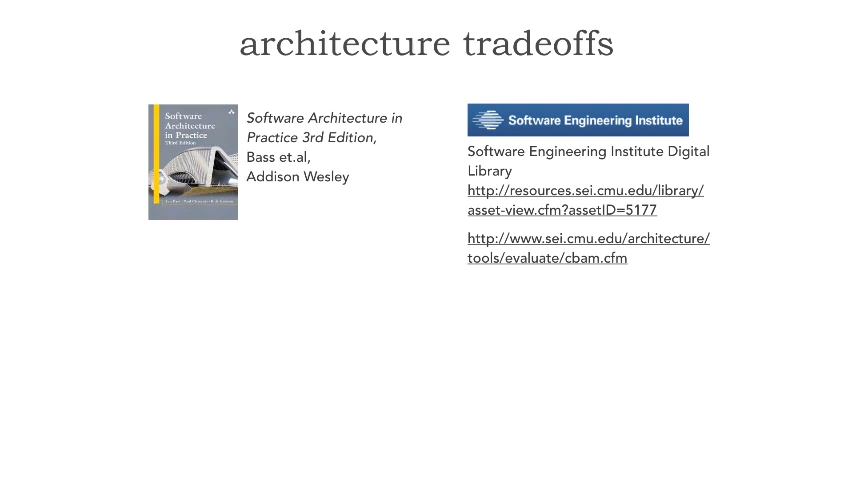 architecture tradeoffs
Software
Architecture
in Practice
Third Edition
Software Architecture in
Practice 3rd Edition,
Bass et.al,
Addison Wesley
Software Engineering Institute
Software Engineering Institute Digital
Library
http://resources.sei.cmu.edu/library/
asset-view.cfm?assetID=5177
http://www.sei.cmu.edu/architecture/
tools/evaluate/cbam.cfm